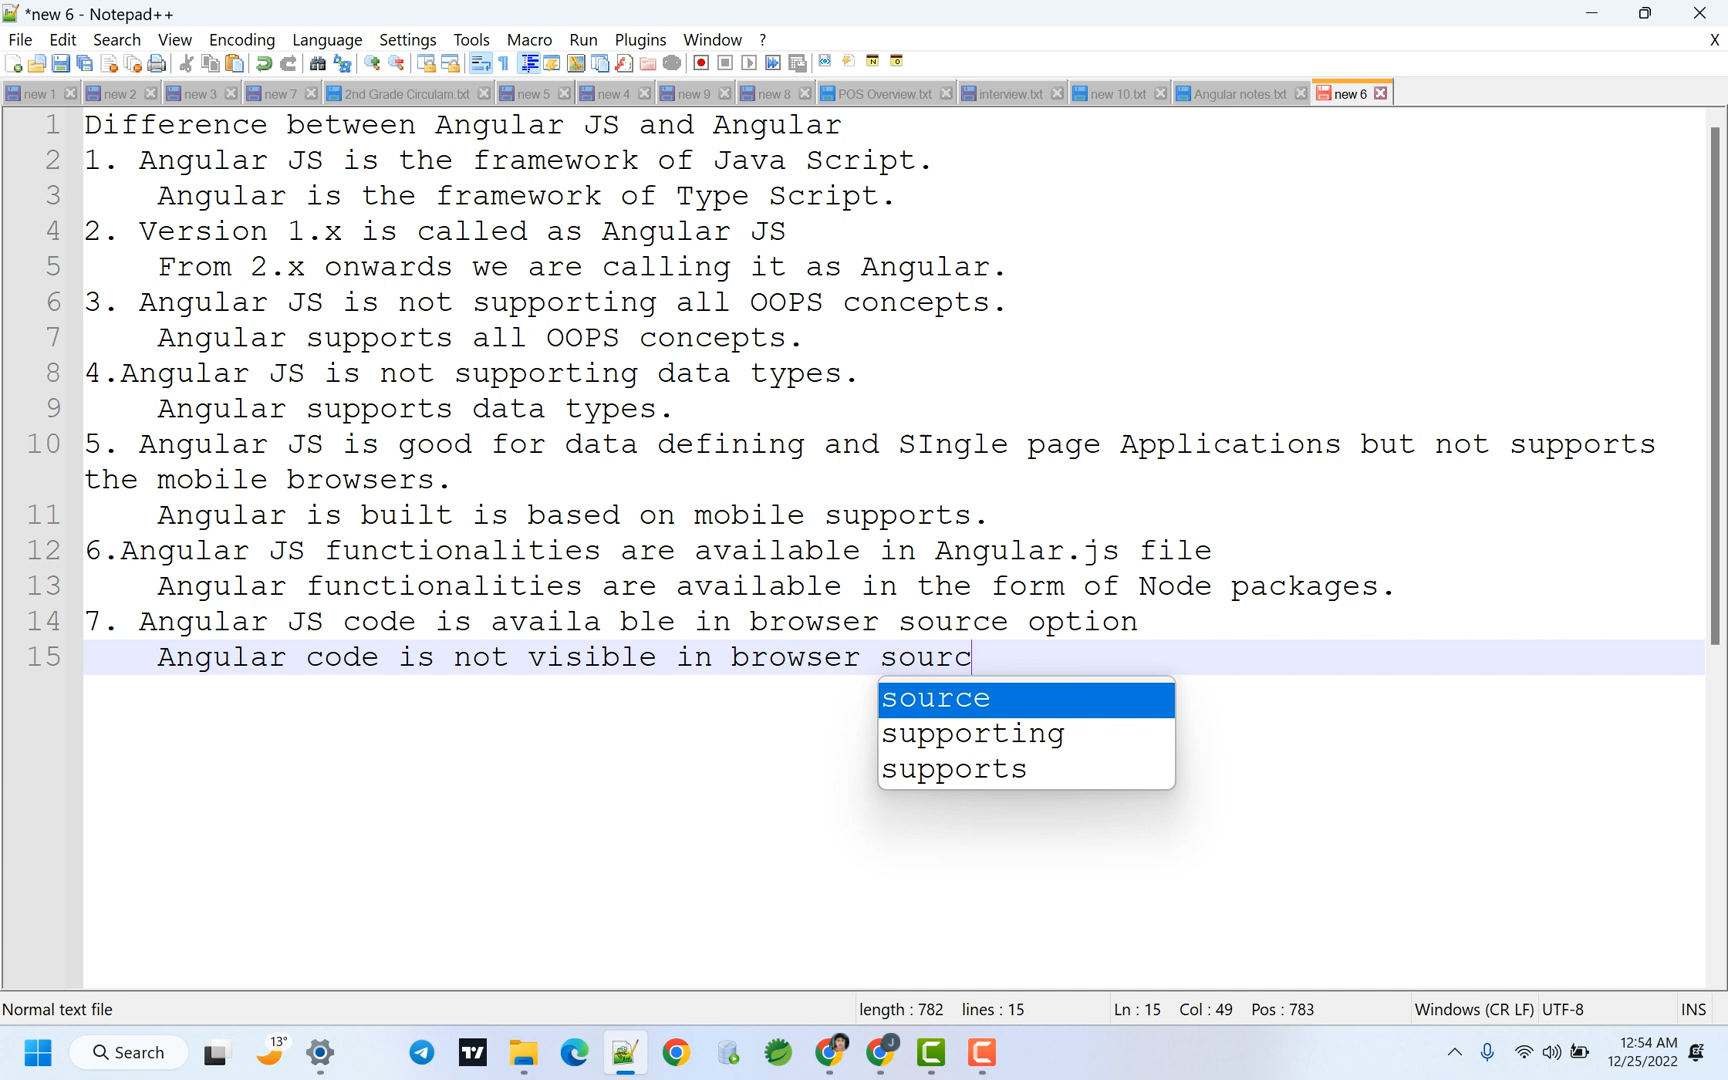 *new 6 - Notepad++
File Edit Search View Encoding Language Settings Tools Macro Run Plugins Window ? X
new 1 new 2 new 3 new 7 2nd Grade Circulam.txt new 5 new 4 new 9 new 8 POS Overview.txt interview.txt new 10.txt Angular notes.txt new 6
1 Difference between Angular JS and Angular
2 1. Angular JS is the framework of Java Script.
3 Angular is the framework of Type Script.
4 2. Version 1.x is called as Angular JS
5 From 2.x onwards we are calling it as Angular.
6 3. Angular JS is not supporting all OOPS concepts.
7 Angular supports all OOPS concepts.
8 4.Angular JS is not supporting data types.
9 Angular supports data types.
10 5. Angular JS is good for data defining and SIngle page Applications but not supports
the mobile browsers.
11 Angular is built is based on mobile supports.
12 6.Angular JS functionalities are available in Angular.js file
13 Angular functionalities are available in the form of Node packages.
14 7. Angular JS code is availa ble in browser source option
15 Angular code is not visible in browser sourc
source
supporting
supports
Normal text file length : 782 lines : 15 Ln : 15 Col : 49 Pos : 783 Windows (CR LF) UTF-8 INS
Search 13° 12:54 AM
12/25/2022